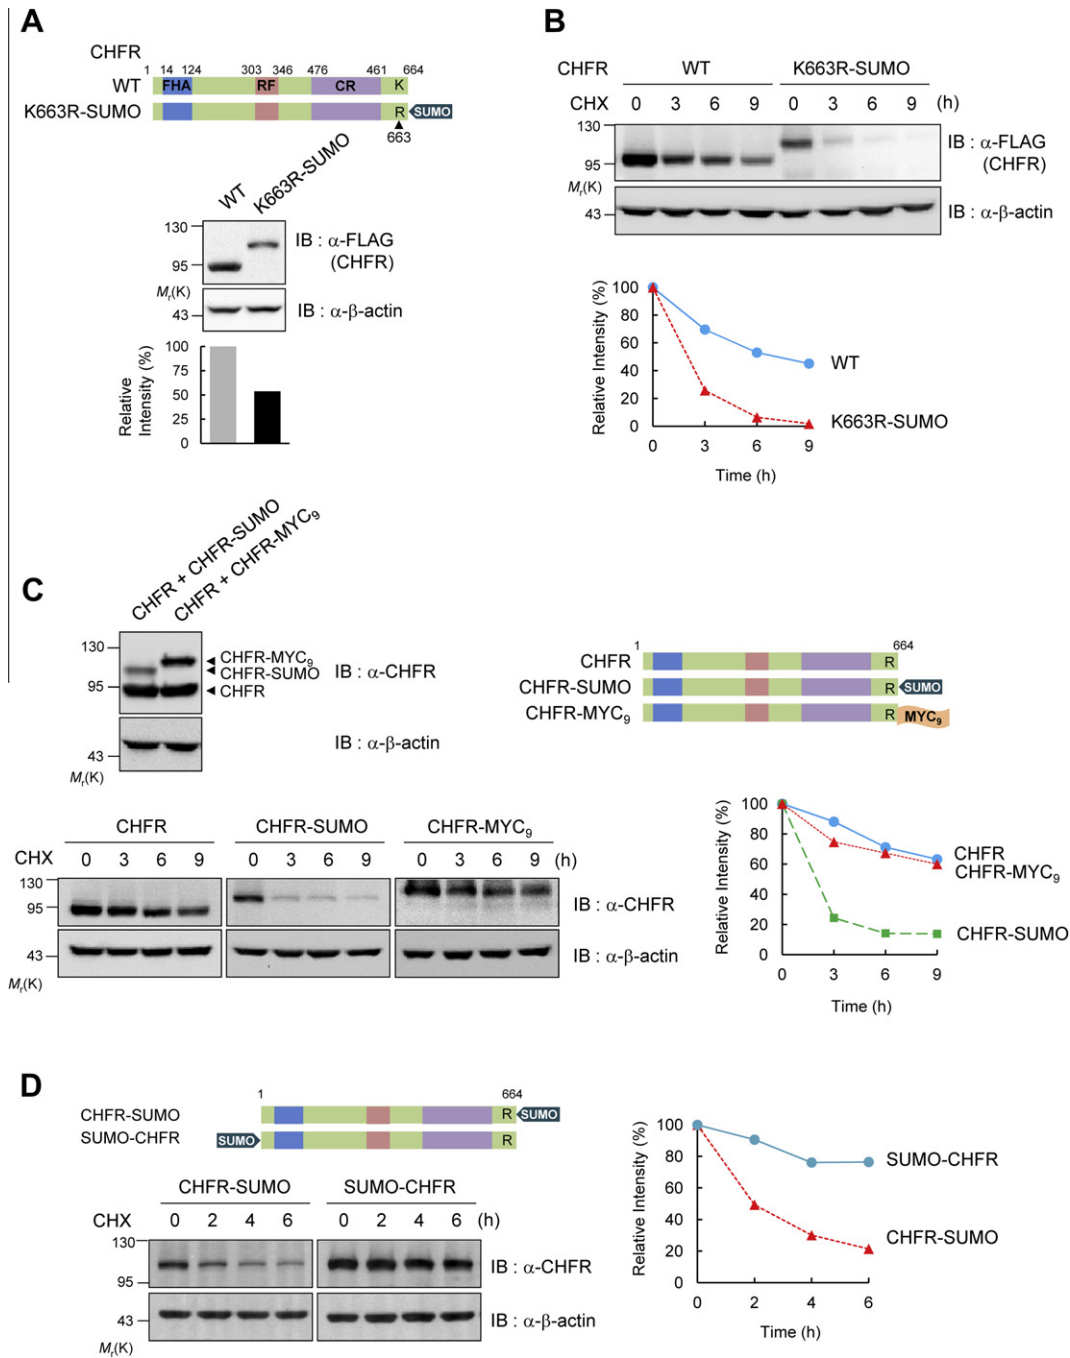 A
CHFR
1 14 124 303 346 476 461 664
WT FHA RF CR K
K663R-SUMO R SUMO
663
WT K663R-SUMO
130
95
IB : α-FLAG
(CHFR)
Mr(K)
43
IB : α-β-actin
Relative
Intensity (%)
100
75
50
25
0
B
CHFR WT K663R-SUMO
CHX 0 3 6 9 0 3 6 9 (h)
130
95
IB : α-FLAG
(CHFR)
Mr(K)
43
IB : α-β-actin
Relative Intensity (%)
100
80
60
40
20
0
WT
K663R-SUMO
0 3 6 9
Time (h)
C
CHFR + CHFR-SUMO
CHFR + CHFR-MYC9
130
95
CHFR-MYC9
CHFR-SUMO
CHFR
IB : α-CHFR
43
IB : α-β-actin
Mr(K)
1 664
CHFR R
CHFR-SUMO R SUMO
CHFR-MYC9 R MYC9
CHFR CHFR-SUMO CHFR-MYC9
CHX 0 3 6 9 0 3 6 9 0 3 6 9 (h)
130
95
IB : α-CHFR
43
IB : α-β-actin
Mr(K)
Relative Intensity (%)
100
80
60
40
20
0
CHFR
CHFR-MYC9
CHFR-SUMO
0 3 6 9
Time (h)
D
1 664
CHFR-SUMO R SUMO
SUMO-CHFR SUMO R
CHFR-SUMO SUMO-CHFR
CHX 0 2 4 6 0 2 4 6 (h)
130
95
IB : α-CHFR
43
IB : α-β-actin
Mr(K)
Relative Intensity (%)
100
80
60
40
20
0
SUMO-CHFR
CHFR-SUMO
0 2 4 6
Time (h)